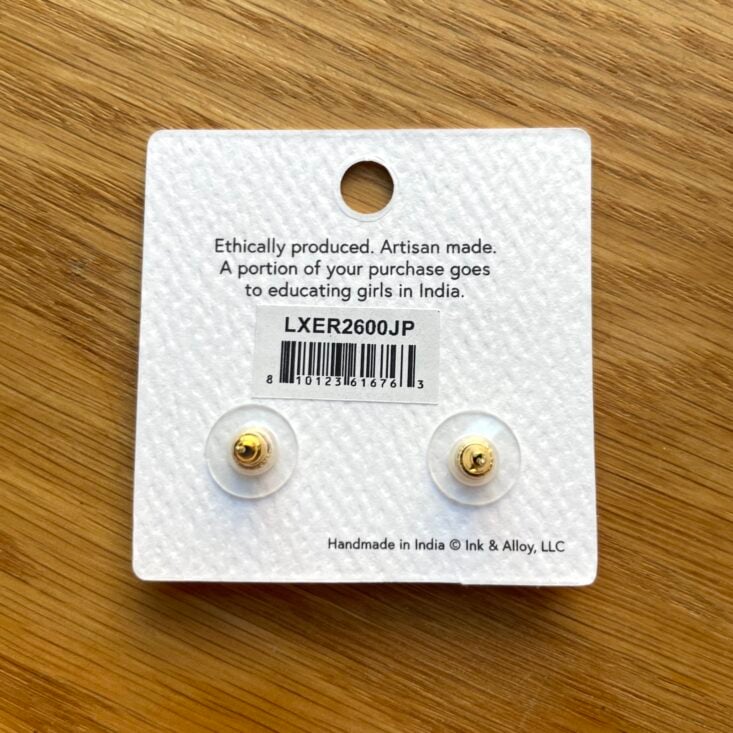 Ethically produced. Artisan made.
A portion of your purchase goes
to educating girls in India.
LXER2600JP
8 10123 61676 3
Handmade in India © Ink & Alloy, LLC